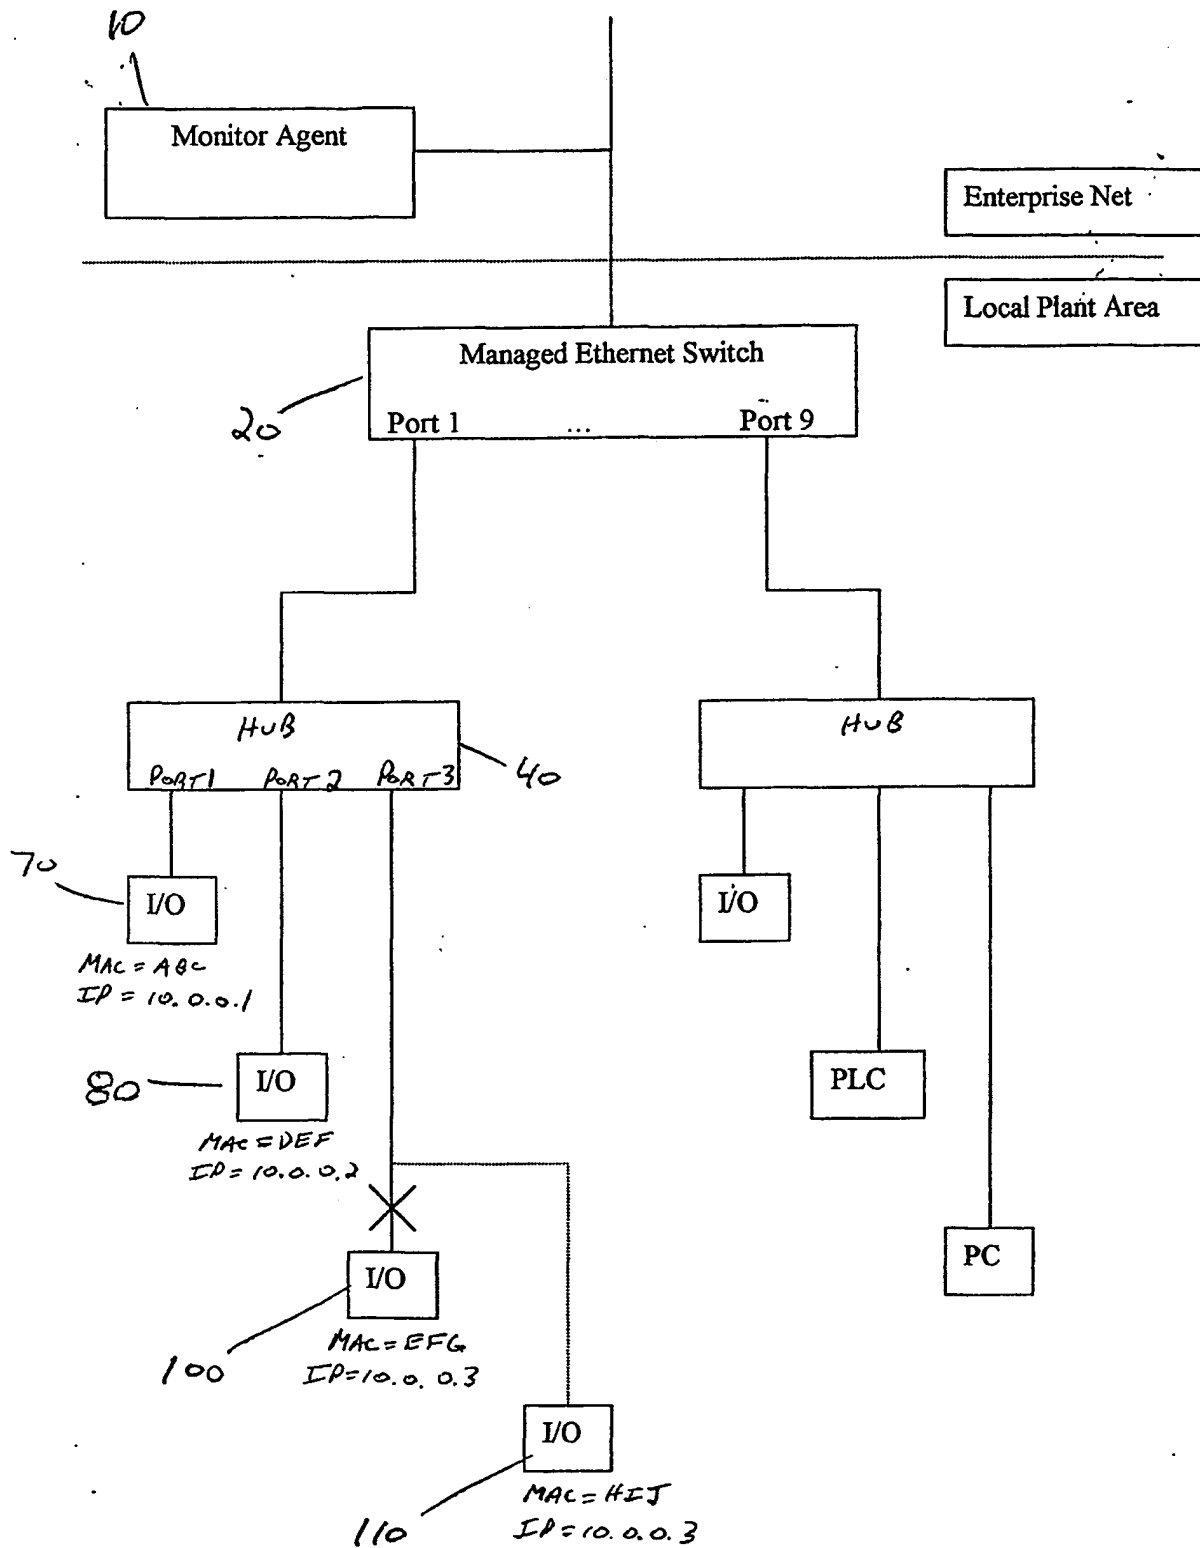 10
Monitor Agent
Enterprise Net
Local Plant Area
Managed Ethernet Switch
20
Port 1 ... Port 9
HUB
PORT1 PORT 2 PORT3
40
HUB
70
I/O
MAC = ABC
IP = 10.0.0.1
I/O
80
I/O
MAC = DEF
IP = 10.0.0.2
PLC
I/O
100
MAC = EFG
IP=10.0.0.3
PC
I/O
110
MAC = HIJ
IP = 10.0.0.3